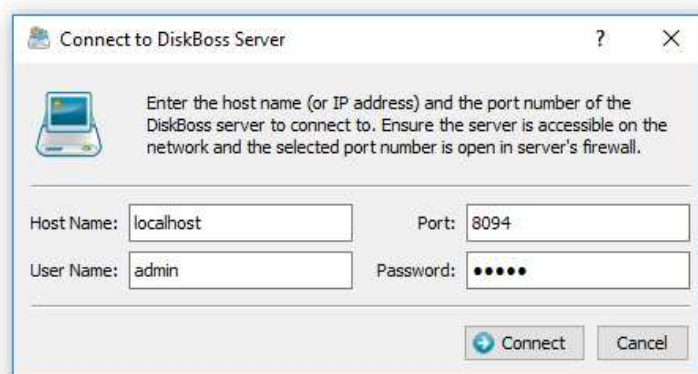 Connect to DiskBoss Server ?
Enter the host name (or IP address) and the port number of the
DiskBoss server to connect to. Ensure the server is accessible on the
network and the selected port number is open in server's firewall.
Host Name: localhost Port: 8094
User Name: admin Password: •••••
Connect Cancel